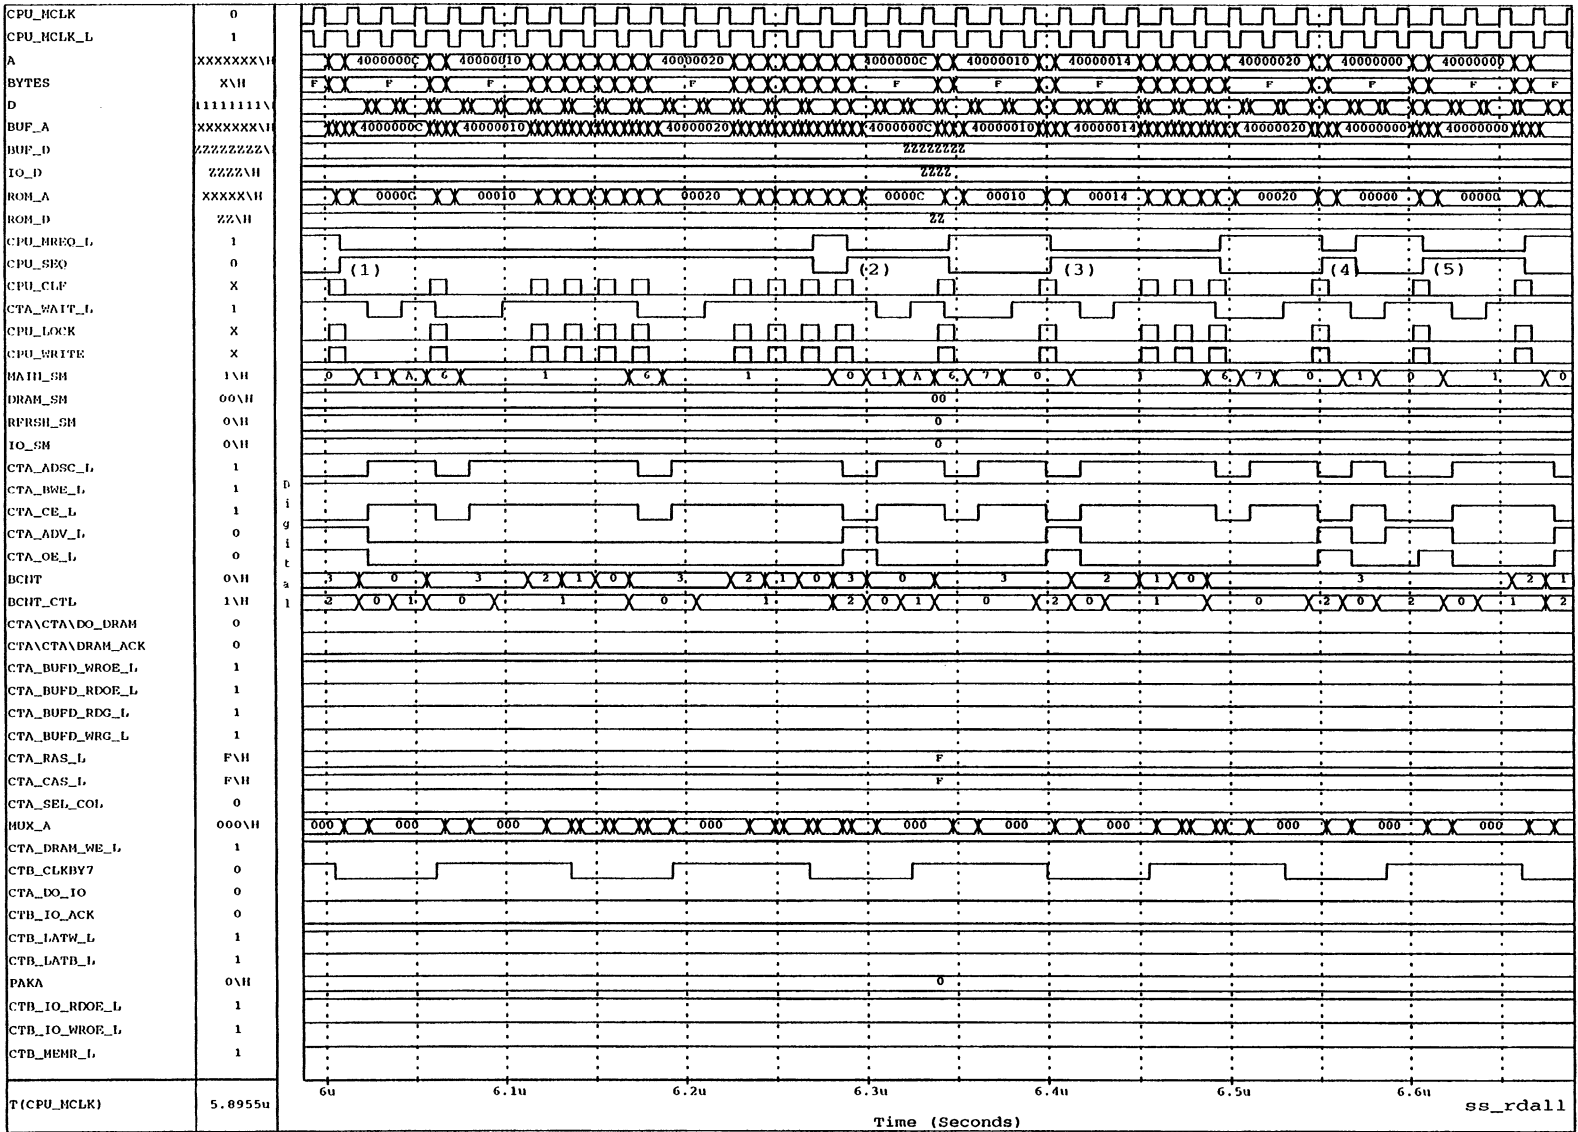 CPU_MCLK 0
CPU_MCLK_L 1
A XXXXXXX\H 4000000C 40000010 40000020 4000000C 40000010 40000014 40000020 40000000 40000000
BYTES X\H F F F F F F F F F F F
D 11111111\
BUF_A XXXXXXX\H 4000000C 40000010 40000020 4000000C 40000010 40000014 40000020 40000000 40000000
BUF_D ZZZZZZZZ\ ZZZZZZZZ
IO_D ZZZZ\H ZZZZ
ROM_A XXXXX\H 0000C 00010 00020 0000C 00010 00014 00020 00000 00000
ROM_D ZZ\H ZZ
CPU_MREQ_L 1
CPU_SEQ 0 (1) (2) (3) (4) (5)
CPU_CLF X
CTA_WAIT_L 1
CPU_LOCK X
CPU_WRITE X
MAIN_SM 1\H 0 1 A 6 1 6 1 0 1 A 6 7 0 1 6 7 0 1 0 1 0
DRAM_SM 00\H 00
RFRSH_SM 0\H 0
IO_SM 0\H 0
CTA_ADSC_L 1
CTA_BWE_L 1
CTA_CE_L 1
CTA_ADV_L 0
CTA_OE_L 0
Digital
BCNT 0\H 3 0 3 2 1 0 3 2 1 0 3 0 3 2 1 0 3 2 1
BCNT_CTL 1\H 2 0 1 0 1 0 1 2 0 1 0 2 0 1 0 2 0 2 0 1 2
CTA\CTA\DO_DRAM 0
CTA\CTA\DRAM_ACK 0
CTA_BUFD_WROE_L 1
CTA_BUFD_RDOE_L 1
CTA_BUFD_RDG_L 1
CTA_BUFD_WRG_L 1
CTA_RAS_L F\H F
CTA_CAS_L F\H F
CTA_SEL_COL 0
MUX_A 000\H 000 000 000 000 000 000 000 000 000 000
CTA_DRAM_WE_L 1
CTB_CLKBY7 0
CTA_DO_IO 0
CTB_IO_ACK 0
CTB_LATW_L 1
CTB_LATB_L 1
PAKA 0\H 0
CTB_IO_RDOE_L 1
CTB_IO_WROE_L 1
CTB_MEMR_L 1
6u 6.1u 6.2u 6.3u 6.4u 6.5u 6.6u
T(CPU_MCLK) 5.8955u ss_rdall
Time (Seconds)